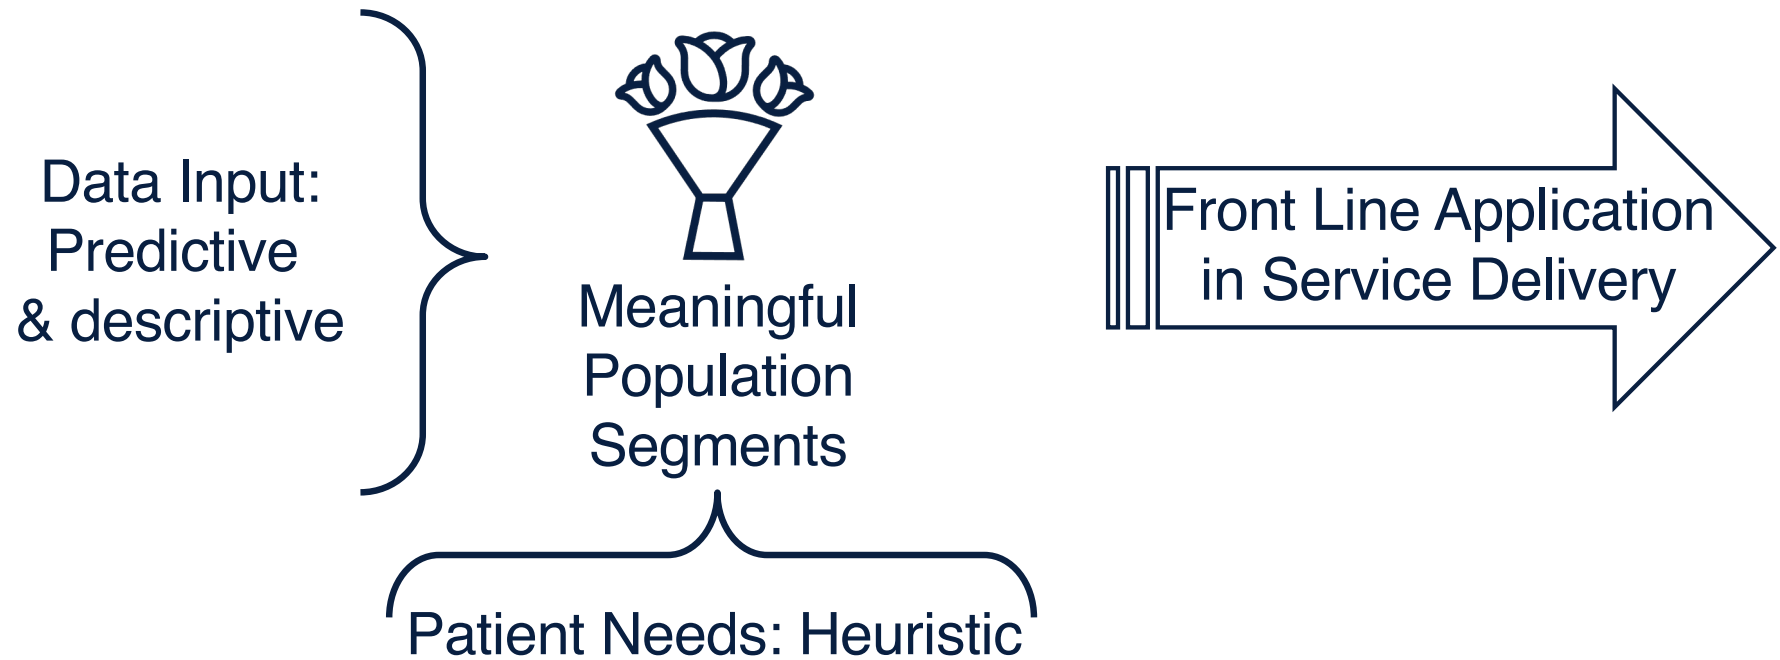 Data Input:
Predictive
& descriptive
Meaningful
Population
Segments
Patient Needs: Heuristic
Front Line Application
in Service Delivery